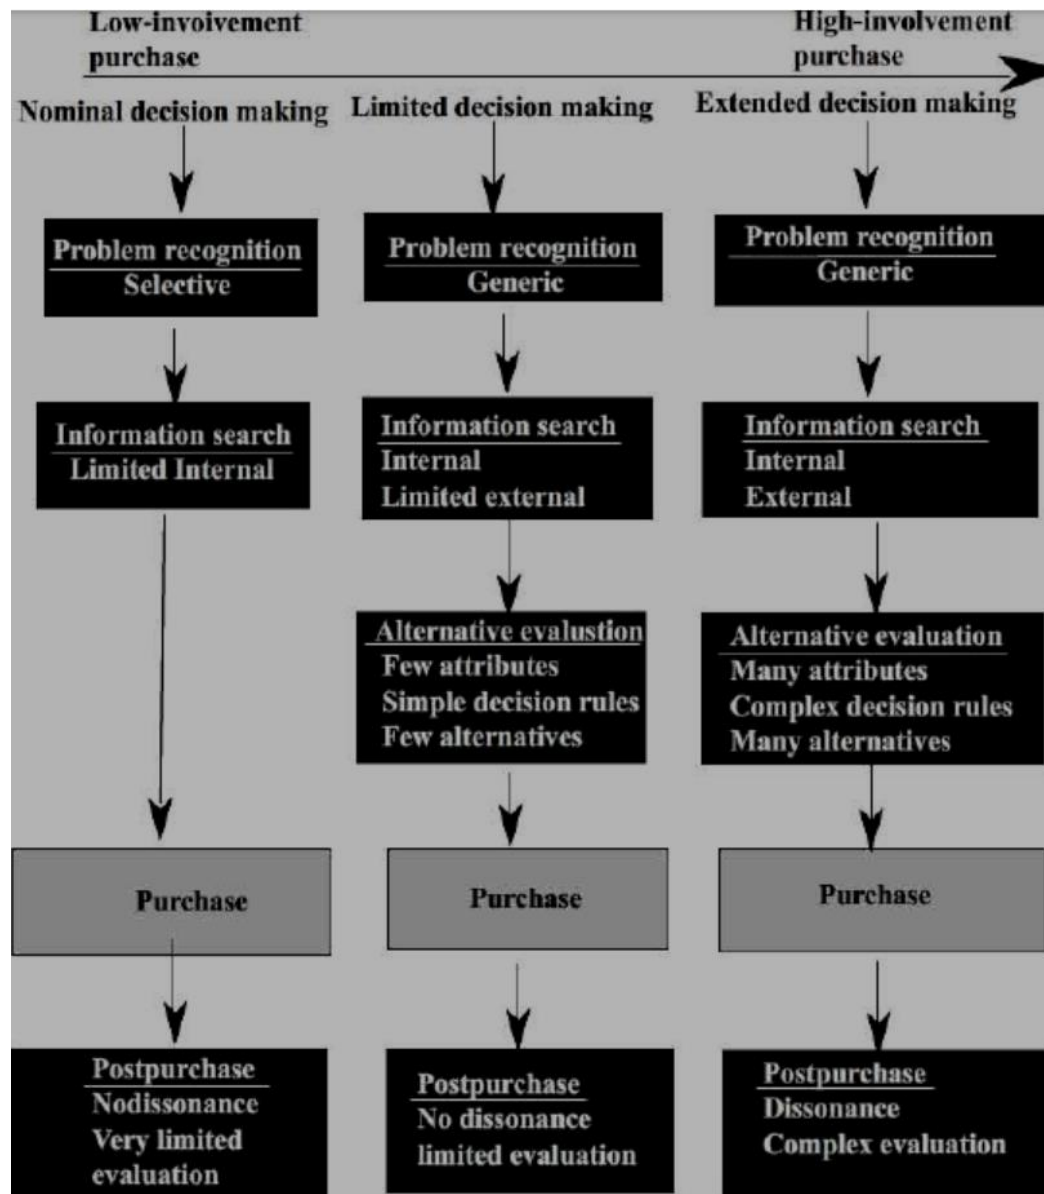 Low-invoivement
purchase
High-involvement
purchase
Nominal decision making
Limited decision making
Extended decision making
Problem recognition
Selective
Problem recognition
Generic
Problem recognition
Generic
Information search
Limited Internal
Information search
Internal
Limited external
Information search
Internal
External
Alternative evalustion
Few attributes
Simple decision rules
Few alternatives
Alternative evaluation
Many attributes
Complex decision rules
Many alternatives
Purchase
Purchase
Purchase
Postpurchase
Nodissonance
Very limited
evaluation
Postpurchase
No dissonance
limited evaluation
Postpurchase
Dissonance
Complex evaluation